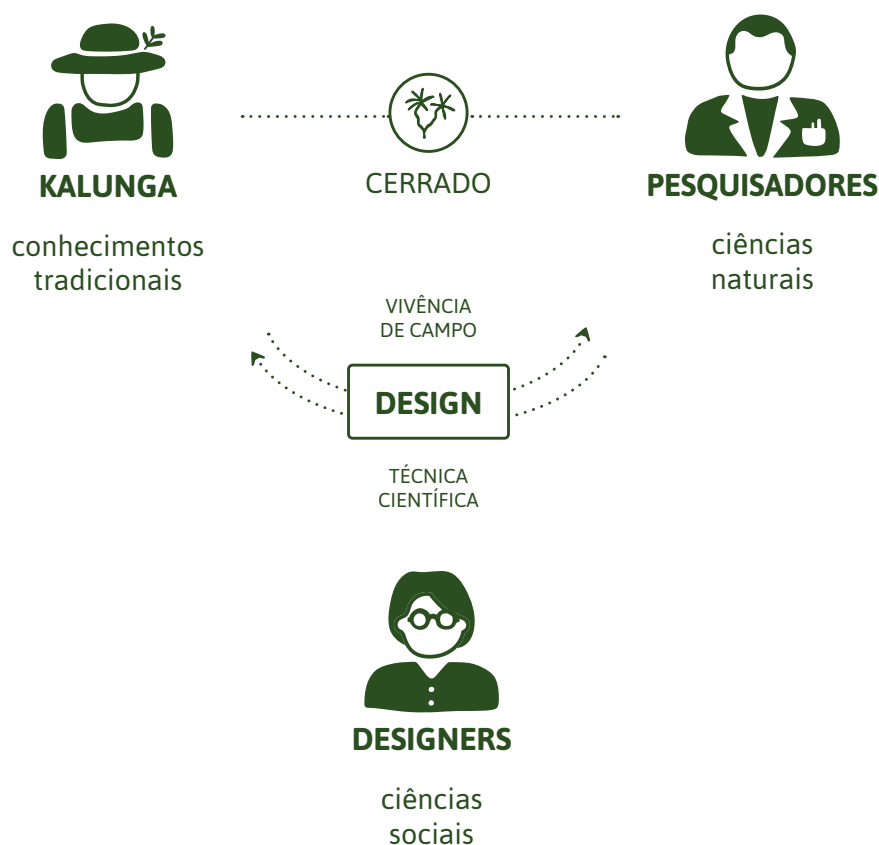 KALUNGA
conhecimentos
tradicionais
CERRADO
PESQUISADORES
ciências
naturais
VIVÊNCIA
DE CAMPO
DESIGN
TÉCNICA
CIENTÍFICA
DESIGNERS
ciências
sociais